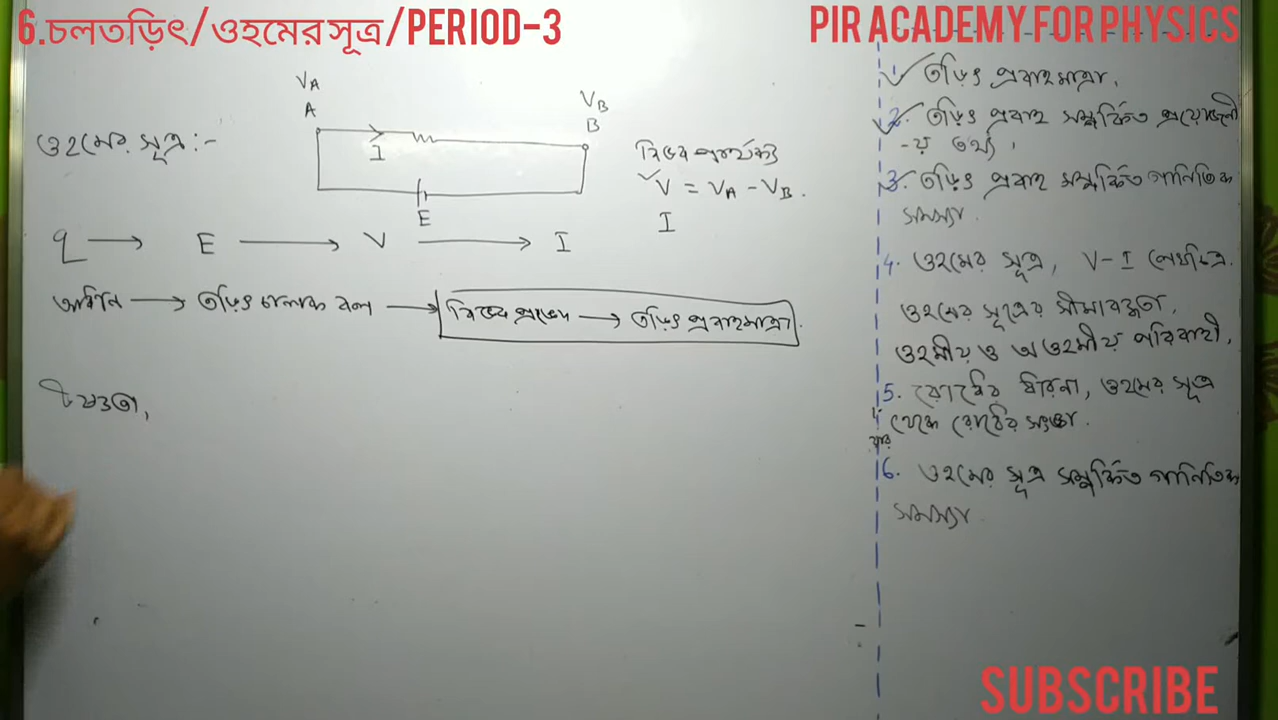 6.চলতড়িৎ/ওহমের সূত্র/PERIOD-3
PIR ACADEMY FOR PHYSICS
VA
A
VB
B
ওহমের সূত্র:-
I
E
বিভব পার্থক্য
V = VA - VB.
I
q → E → V → I
আধান → তড়িৎ চালক বল → বিভব প্রভেদ → তড়িৎ প্রবাহমাত্রা.
উষ্ণতা,
1. তড়িৎ প্রবাহমাত্রা.
2. তড়িৎ প্রবাহ সম্পর্কিত প্রয়োজনী
-য় তথ্য।
3. তড়িৎ প্রবাহ সম্পর্কিত গানিতিক
সমস্যা.
4. ওহমের সূত্র, V-I লেখচিত্র.
ওহমের সূত্রের সীমাবদ্ধতা,
ওহমীয় ও অওহমীয় পরিবাহী,
5. রোধের ধারনা, ওহমের সূত্র
থেকে রোধের সংজ্ঞা.
6. ওহমের সূত্র সম্পর্কিত গানিতিক
সমস্যা
SUBSCRIBE